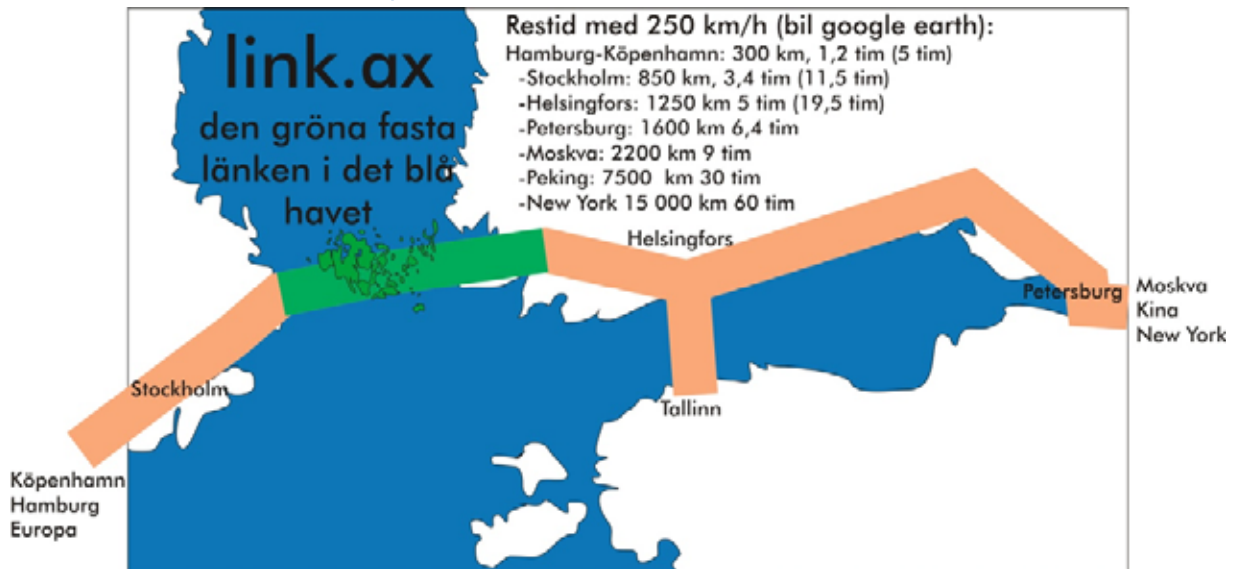 link.ax
den gröna fasta
länken i det blå
havet
Restid med 250 km/h (bil google earth):
Hamburg-Köpenhamn: 300 km, 1,2 tim (5 tim)
-Stockholm: 850 km, 3,4 tim (11,5 tim)
-Helsingfors: 1250 km 5 tim (19,5 tim)
-Petersburg: 1600 km 6,4 tim
-Moskva: 2200 km 9 tim
-Peking: 7500 km 30 tim
-New York 15 000 km 60 tim
Helsingfors
Petersburg
Moskva
Kina
New York
Stockholm
Tallinn
Köpenhamn
Hamburg
Europa